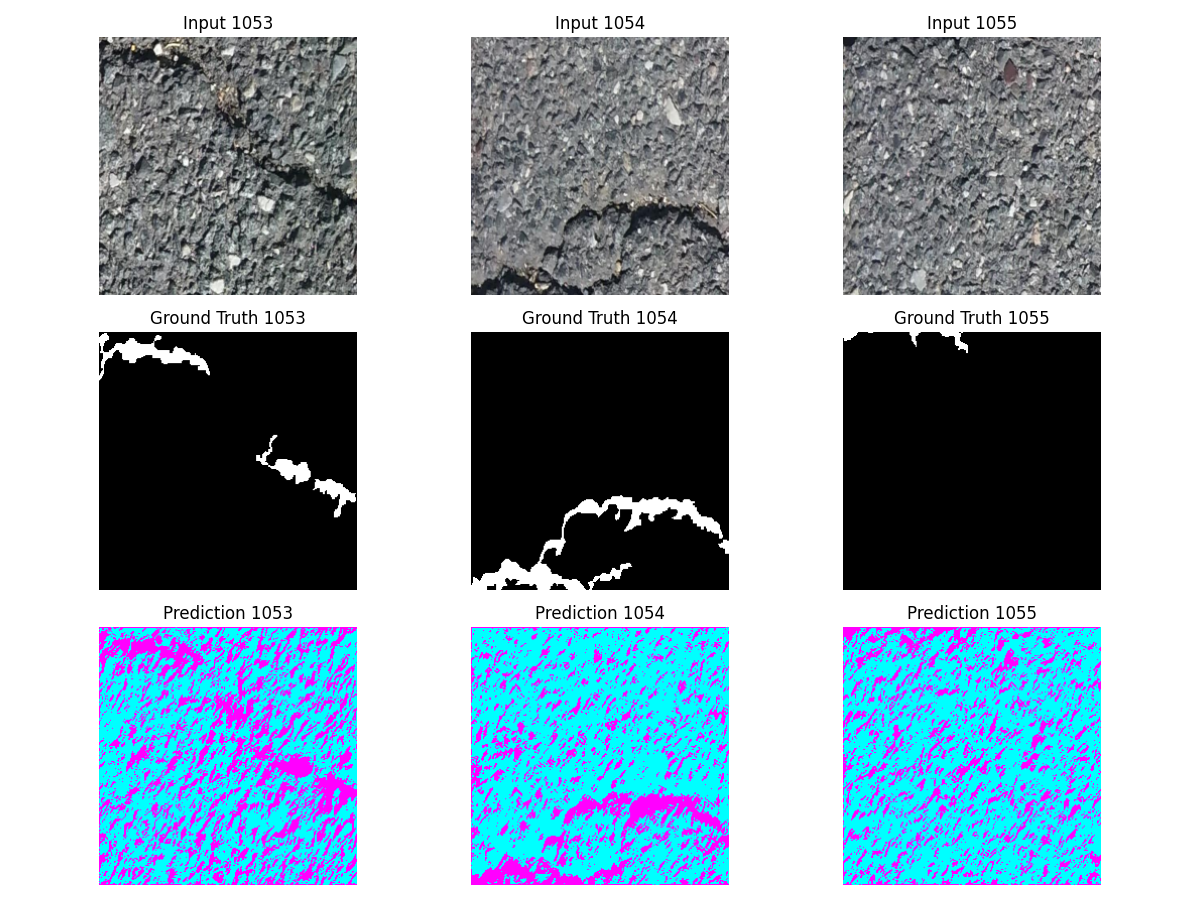 Input 1053
Input 1054
Input 1055
Ground Truth 1053
Ground Truth 1054
Ground Truth 1055
Prediction 1053
Prediction 1054
Prediction 1055